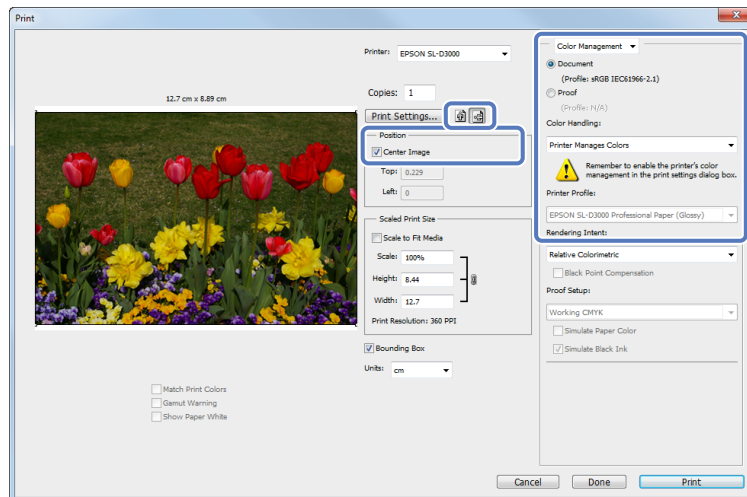 Print
12.7 cm x 8.89 cm
Match Print Colors
Gamut Warning
Show Paper White
Printer: EPSON SL-D3000
Copies: 1
Print Settings...
Position
Center Image
Top: 0.229
Left: 0
Scaled Print Size
Scale to Fit Media
Scale: 100%
Height: 8.44
Width: 12.7
Print Resolution: 360 PPI
Bounding Box
Units: cm
Color Management
Document
(Profile: sRGB IEC61966-2.1)
Proof
(Profile: N/A)
Color Handling:
Printer Manages Colors
Remember to enable the printer's color
management in the print settings dialog box.
Printer Profile:
EPSON SL-D3000 Professional Paper (Glossy)
Rendering Intent:
Relative Colorimetric
Black Point Compensation
Proof Setup:
Working CMYK
Simulate Paper Color
Simulate Black Ink
Cancel
Done
Print